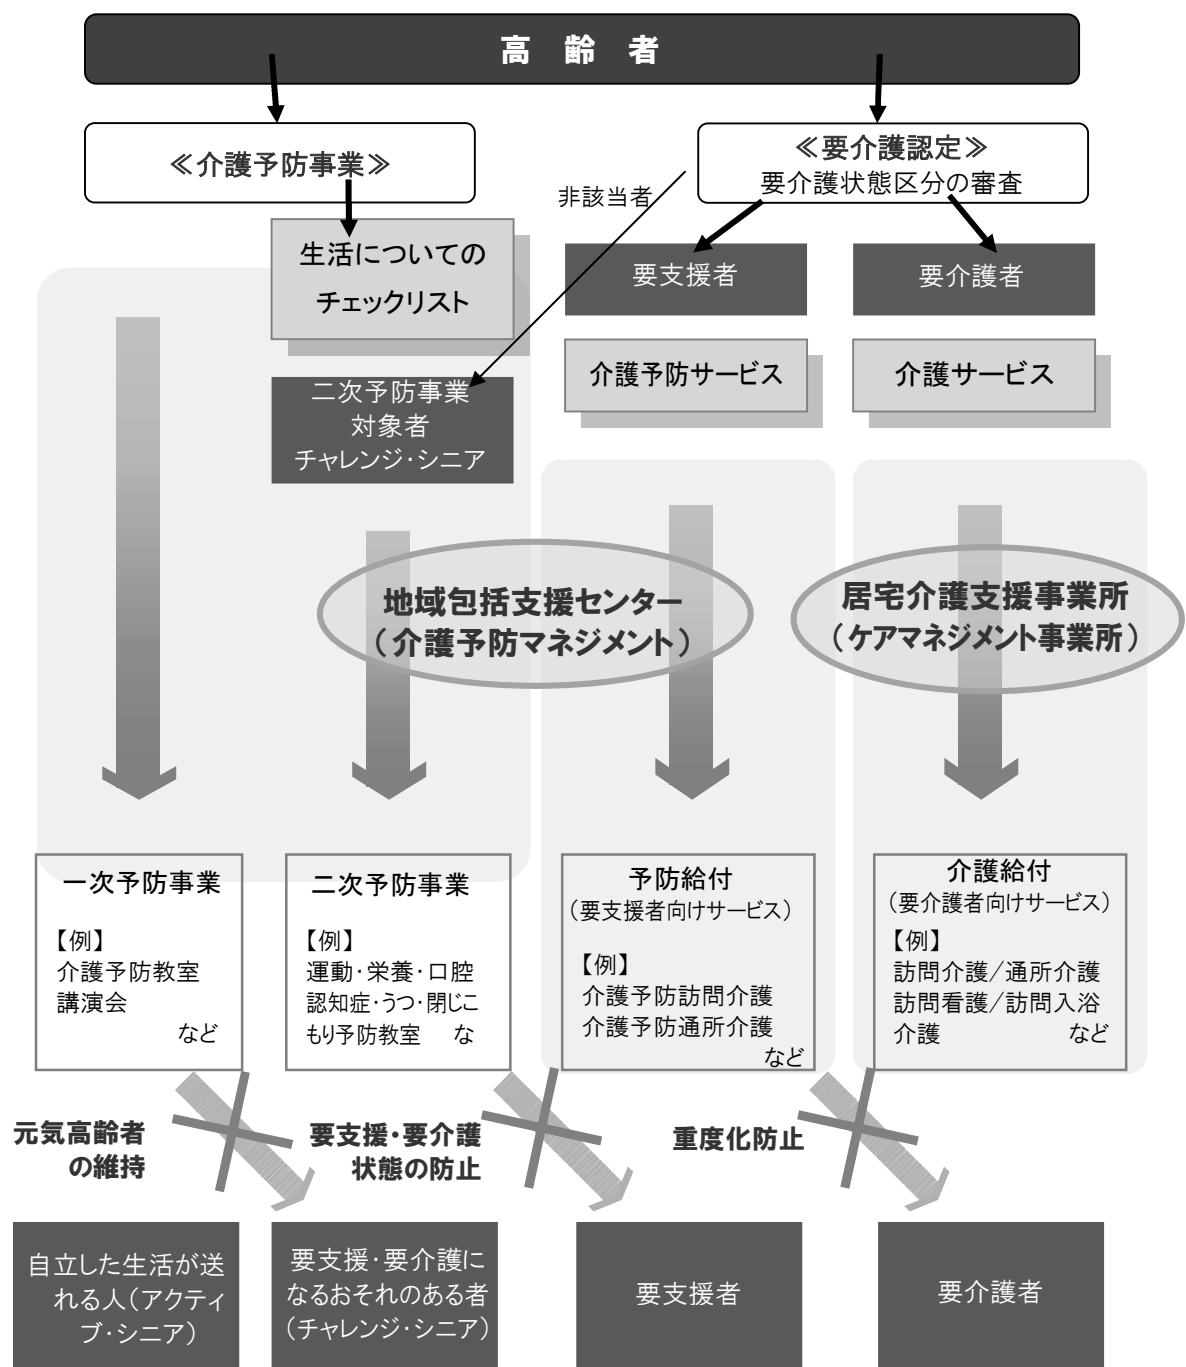 高 齢 者
≪介護予防事業≫
≪要介護認定≫
要介護状態区分の審査
非該当者
生活についての
チェックリスト
要支援者
要介護者
介護予防サービス
介護サービス
二次予防事業
対象者
チャレンジ・シニア
地域包括支援センター
（介護予防マネジメント）
居宅介護支援事業所
（ケアマネジメント事業所）
一次予防事業
【例】
介護予防教室
講演会
など
二次予防事業
【例】
運動・栄養・口腔
認知症・うつ・閉じこ
もり予防教室 な
予防給付
（要支援者向けサービス）
【例】
介護予防訪問介護
介護予防通所介護
など
介護給付
（要介護者向けサービス）
【例】
訪問介護/通所介護
訪問看護/訪問入浴
介護 など
元気高齢者
の維持
要支援・要介護
状態の防止
重度化防止
自立した生活が送
れる人（アクティ
ブ・シニア）
要支援・要介護に
なるおそれのある者
（チャレンジ・シニア）
要支援者
要介護者